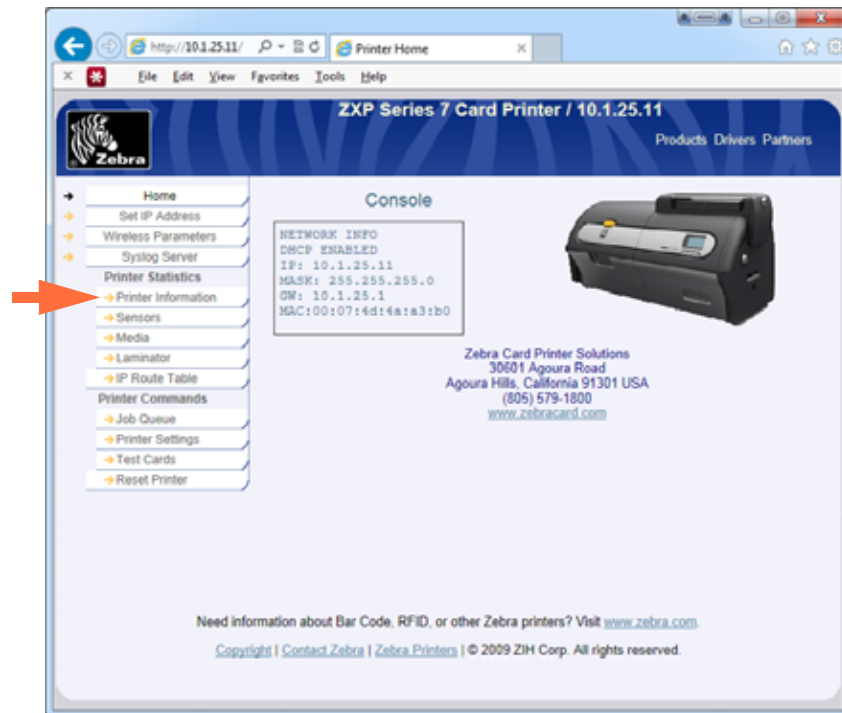 http://10.1.25.11/
Printer Home
File Edit View Favorites Tools Help
ZXP Series 7 Card Printer / 10.1.25.11
Products Drivers Partners
Zebra
Home
Set IP Address
Wireless Parameters
Syslog Server
Printer Statistics
Printer Information
Sensors
Media
Laminator
IP Route Table
Printer Commands
Job Queue
Printer Settings
Test Cards
Reset Printer
Console
NETWORK INFO
DHCP ENABLED
IP: 10.1.25.11
MASK: 255.255.255.0
GW: 10.1.25.1
MAC:00:07:4d:4a:a3:b0
Zebra Card Printer Solutions
30601 Agoura Road
Agoura Hills, California 91301 USA
(805) 579-1800
www.zebracard.com
Need information about Bar Code, RFID, or other Zebra printers? Visit www.zebra.com.
Copyright | Contact Zebra | Zebra Printers | © 2009 ZIH Corp. All rights reserved.